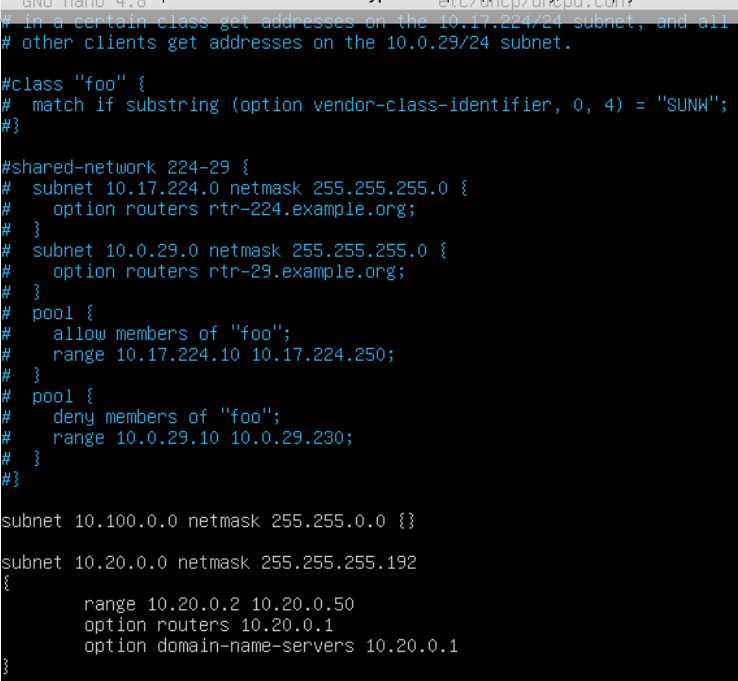 GNU nano 4.8 etc/dhcp/dhcpd.conf
# in a certain class get addresses on the 10.17.224/24 subnet, and all
# other clients get addresses on the 10.0.29/24 subnet.
#class "foo" {
#  match if substring (option vendor-class-identifier, 0, 4) = "SUNW";
#}
#shared-network 224-29 {
#  subnet 10.17.224.0 netmask 255.255.255.0 {
#    option routers rtr-224.example.org;
#  }
#  subnet 10.0.29.0 netmask 255.255.255.0 {
#    option routers rtr-29.example.org;
#  }
#  pool {
#    allow members of "foo";
#    range 10.17.224.10 10.17.224.250;
#  }
#  pool {
#    deny members of "foo";
#    range 10.0.29.10 10.0.29.230;
#  }
#}
subnet 10.100.0.0 netmask 255.255.0.0 {}
subnet 10.20.0.0 netmask 255.255.255.192
{
        range 10.20.0.2 10.20.0.50
        option routers 10.20.0.1
        option domain-name-servers 10.20.0.1
}